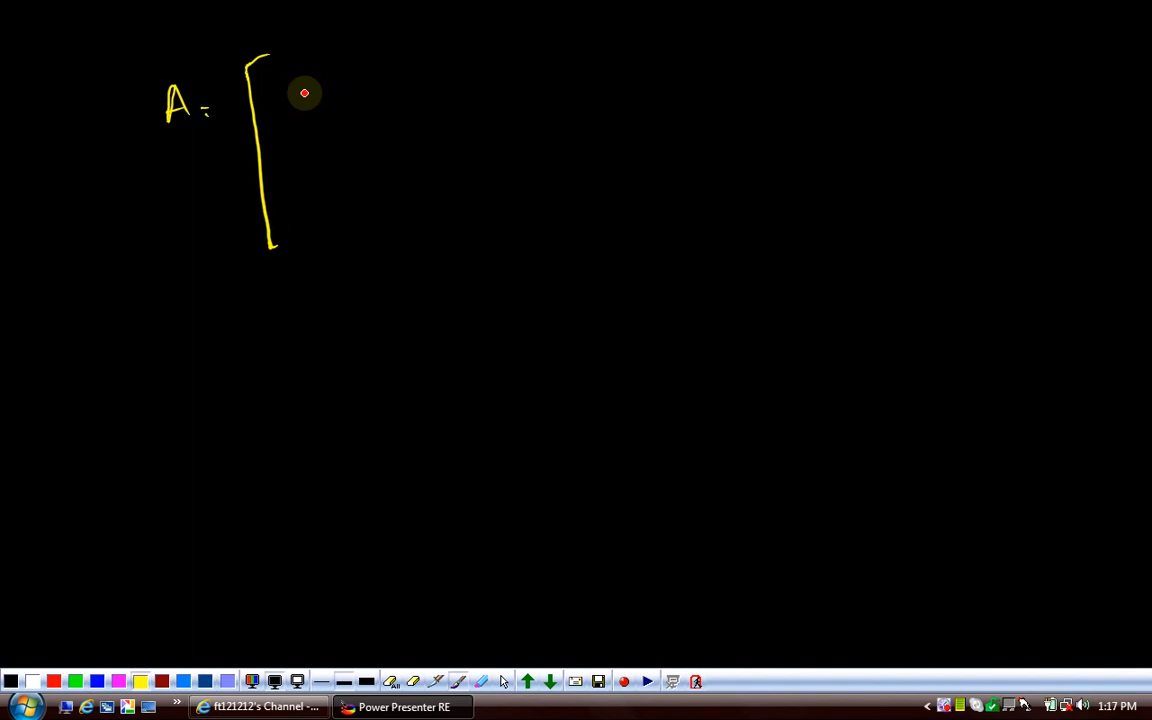 A = [
ft121212's Channel -...
Power Presenter RE
1:17 PM